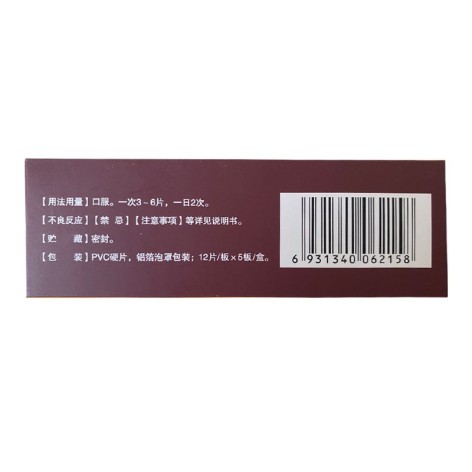 【用法用量】口服。一次3~6片，一日2次。
【不良反应】【禁 忌】【注意事项】等详见说明书。
【贮 藏】密封。
【包 装】PVC硬片，铝箔泡罩包装；12片/板×5板/盒。
6 931340 062158